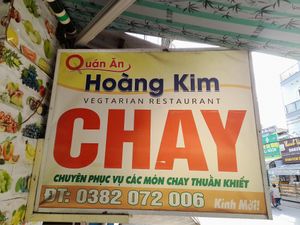 Quán Ăn
Hoàng Kim
VEGTARIAN RESTAURANT
CHAY
CHUYÊN PHỤC VỤ CÁC MÓN CHAY THUẦN KHIẾT
ĐT: 0382 072 006
Kính Mời!